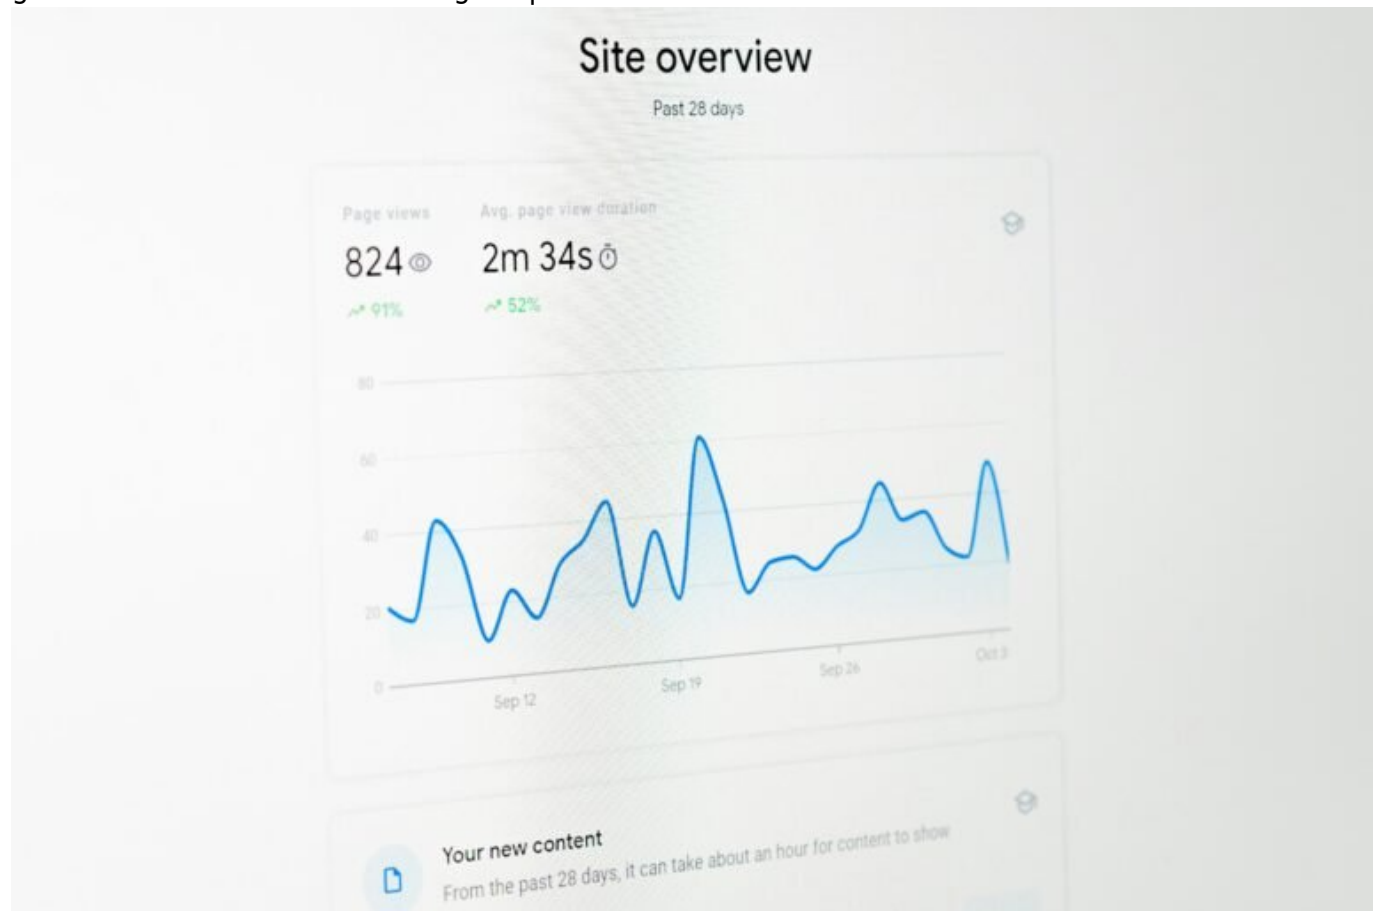 Site overview
Past 28 days
Page views Avg. page view duration
824 2m 34s
91% 52%
80
60
40
20
0
Sep 12 Sep 19 Sep 26 Oct 3
Your new content
From the past 28 days, it can take about an hour for content to show